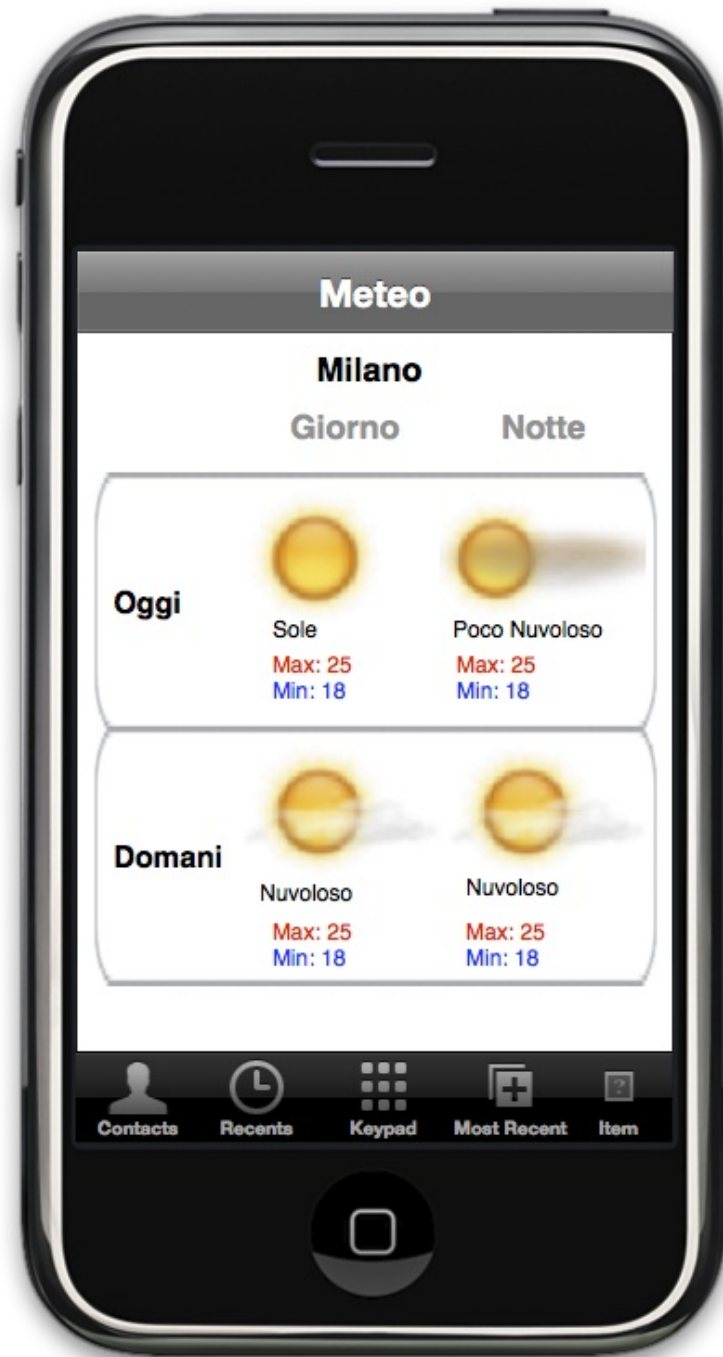 Meteo
Milano
Giorno Notte
Oggi
Sole Poco Nuvoloso
Max: 25 Max: 25
Min: 18 Min: 18
Domani
Nuvoloso Nuvoloso
Max: 25 Max: 25
Min: 18 Min: 18
Contacts Recents Keypad Most Recent Item